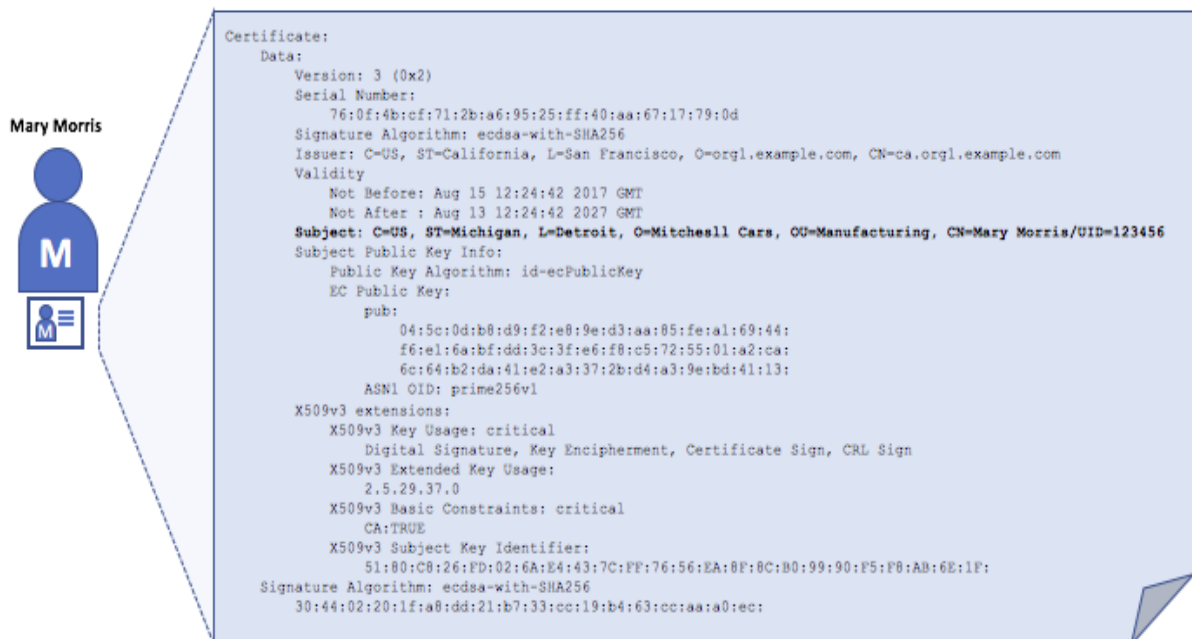 Mary Morris
M
M
Certificate:
Data:
Version: 3 (0x2)
Serial Number:
76:0f:4b:cf:71:2b:a6:95:25:ff:40:aa:67:17:79:0d
Signature Algorithm: ecdsa-with-SHA256
Issuer: C=US, ST=California, L=San Francisco, O=org1.example.com, CN=ca.org1.example.com
Validity
Not Before: Aug 15 12:24:42 2017 GMT
Not After : Aug 13 12:24:42 2027 GMT
Subject: C=US, ST=Michigan, L=Detroit, O=Mitchesll Cars, OU=Manufacturing, CN=Mary Morris/UID=123456
Subject Public Key Info:
Public Key Algorithm: id-ecPublicKey
EC Public Key:
pub:
04:5c:0d:b8:d9:f2:e8:9e:d3:aa:85:fe:a1:69:44:
f6:e1:6a:bf:dd:3c:3f:e6:f8:c5:72:55:01:a2:ca:
6c:64:b2:da:41:e2:a3:37:2b:d4:a3:9e:bd:41:13:
ASN1 OID: prime256v1
X509v3 extensions:
X509v3 Key Usage: critical
Digital Signature, Key Encipherment, Certificate Sign, CRL Sign
X509v3 Extended Key Usage:
2.5.29.37.0
X509v3 Basic Constraints: critical
CA:TRUE
X509v3 Subject Key Identifier:
51:80:C8:26:FD:02:6A:E4:43:7C:FF:76:56:EA:8F:8C:B0:99:90:F5:F8:AB:6E:1F:
Signature Algorithm: ecdsa-with-SHA256
30:44:02:20:1f:a8:dd:21:b7:33:cc:19:b4:63:cc:aa:a0:ec: